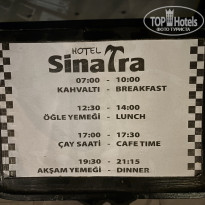 TOP HOTELS
ФОТО ТУРИСТА
HOTEL
Sinatra
07:00 - 10:00
KAHVALTI - BREAKFAST
12:30 - 14:00
ÖĞLE YEMEĞİ - LUNCH
17:00 - 17:30
ÇAY SAATİ - CAFE TIME
19:30 - 21:15
AKŞAM YEMEĞİ - DINNER